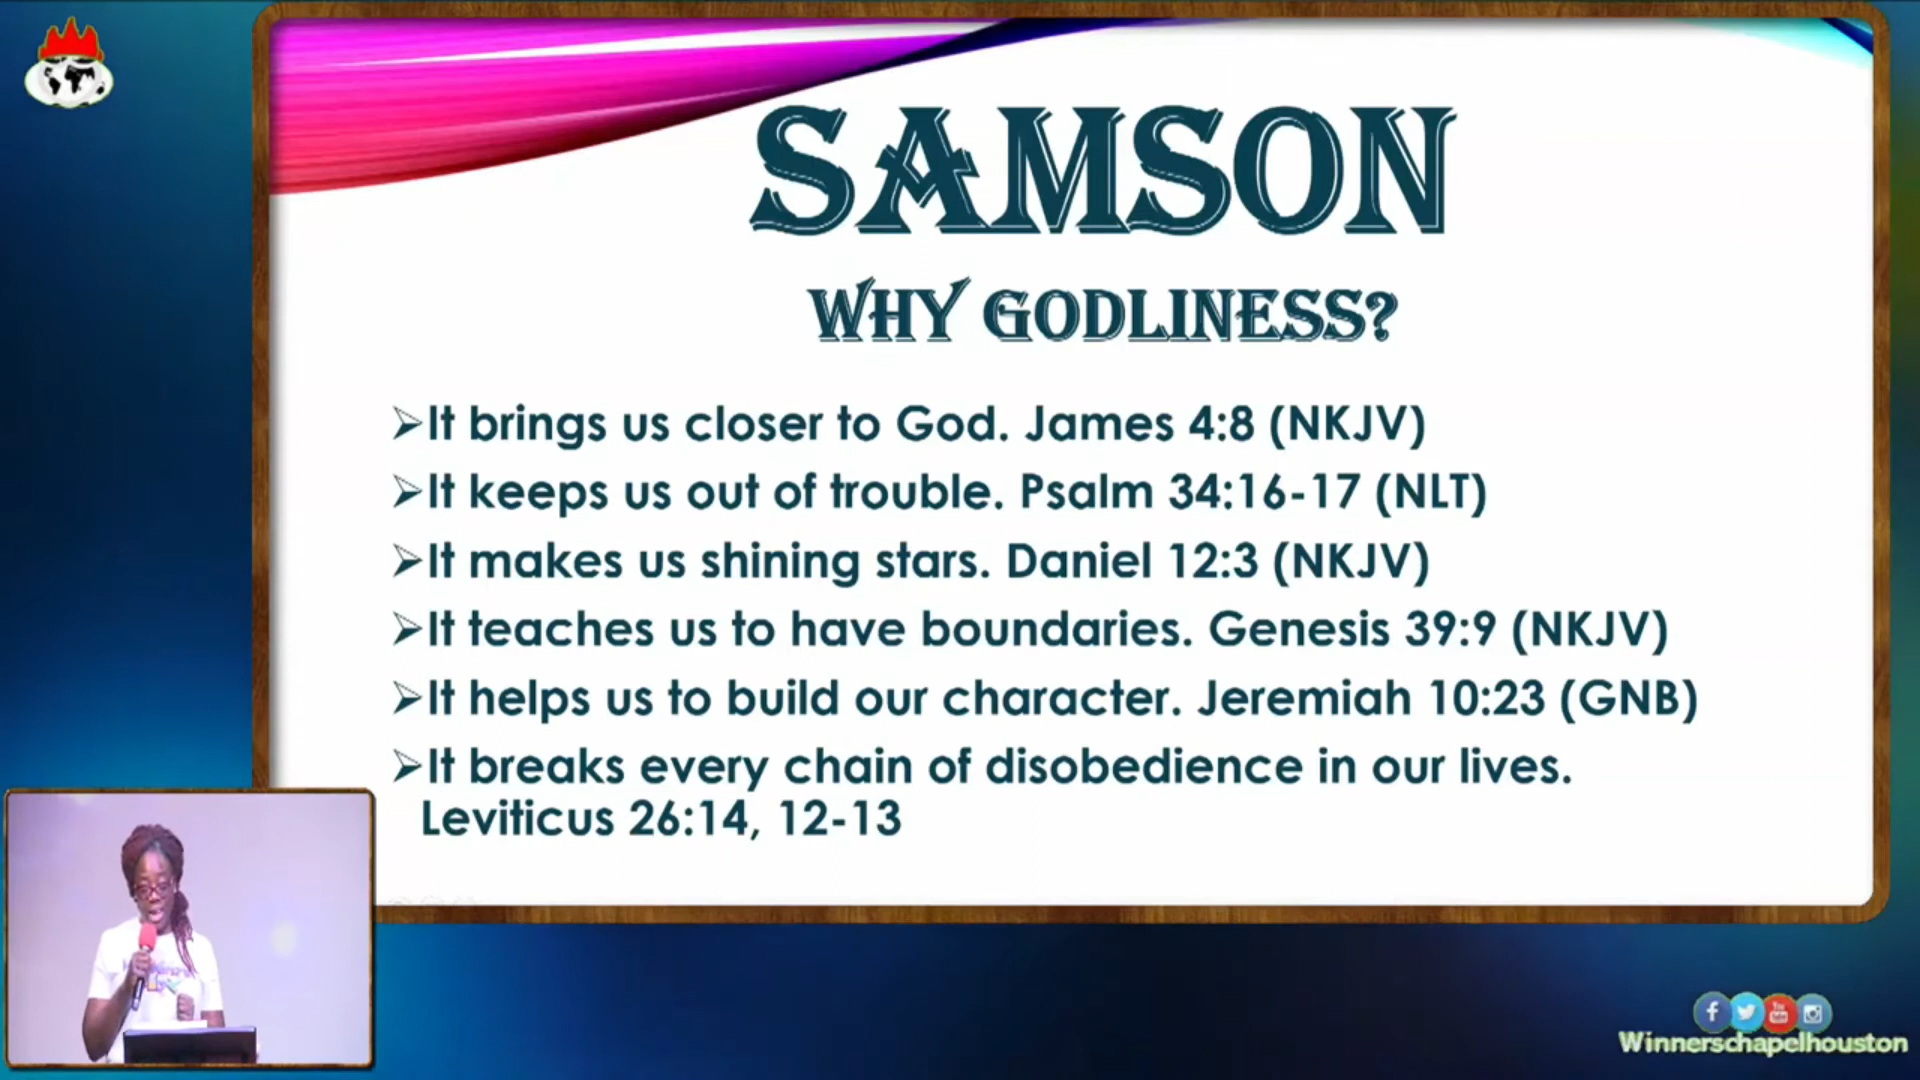 SAMSON
WHY GODLINESS?
➢It brings us closer to God. James 4:8 (NKJV)
➢It keeps us out of trouble. Psalm 34:16-17 (NLT)
➢It makes us shining stars. Daniel 12:3 (NKJV)
➢It teaches us to have boundaries. Genesis 39:9 (NKJV)
➢It helps us to build our character. Jeremiah 10:23 (GNB)
➢It breaks every chain of disobedience in our lives.
Leviticus 26:14, 12-13
Winnerschapelhouston